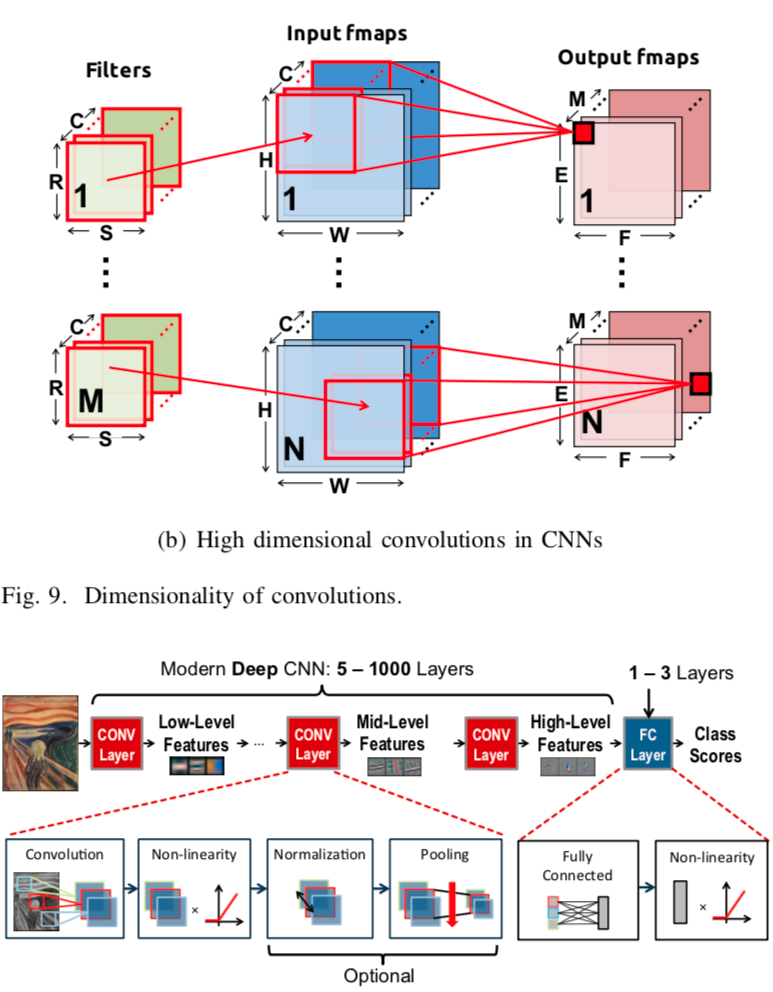 Filters
Input fmaps
Output fmaps
C
R
1
S
C
H
1
W
M
E
1
F
C
R
M
S
C
H
N
W
M
E
N
F
(b) High dimensional convolutions in CNNs
Fig. 9. Dimensionality of convolutions.
Modern Deep CNN: 5 – 1000 Layers
1 – 3 Layers
CONV
Layer
Low-Level
Features
...
CONV
Layer
Mid-Level
Features
CONV
Layer
High-Level
Features
FC
Layer
Class
Scores
Convolution
Non-linearity
×
Normalization
Pooling
Fully
Connected
Non-linearity
×
Optional